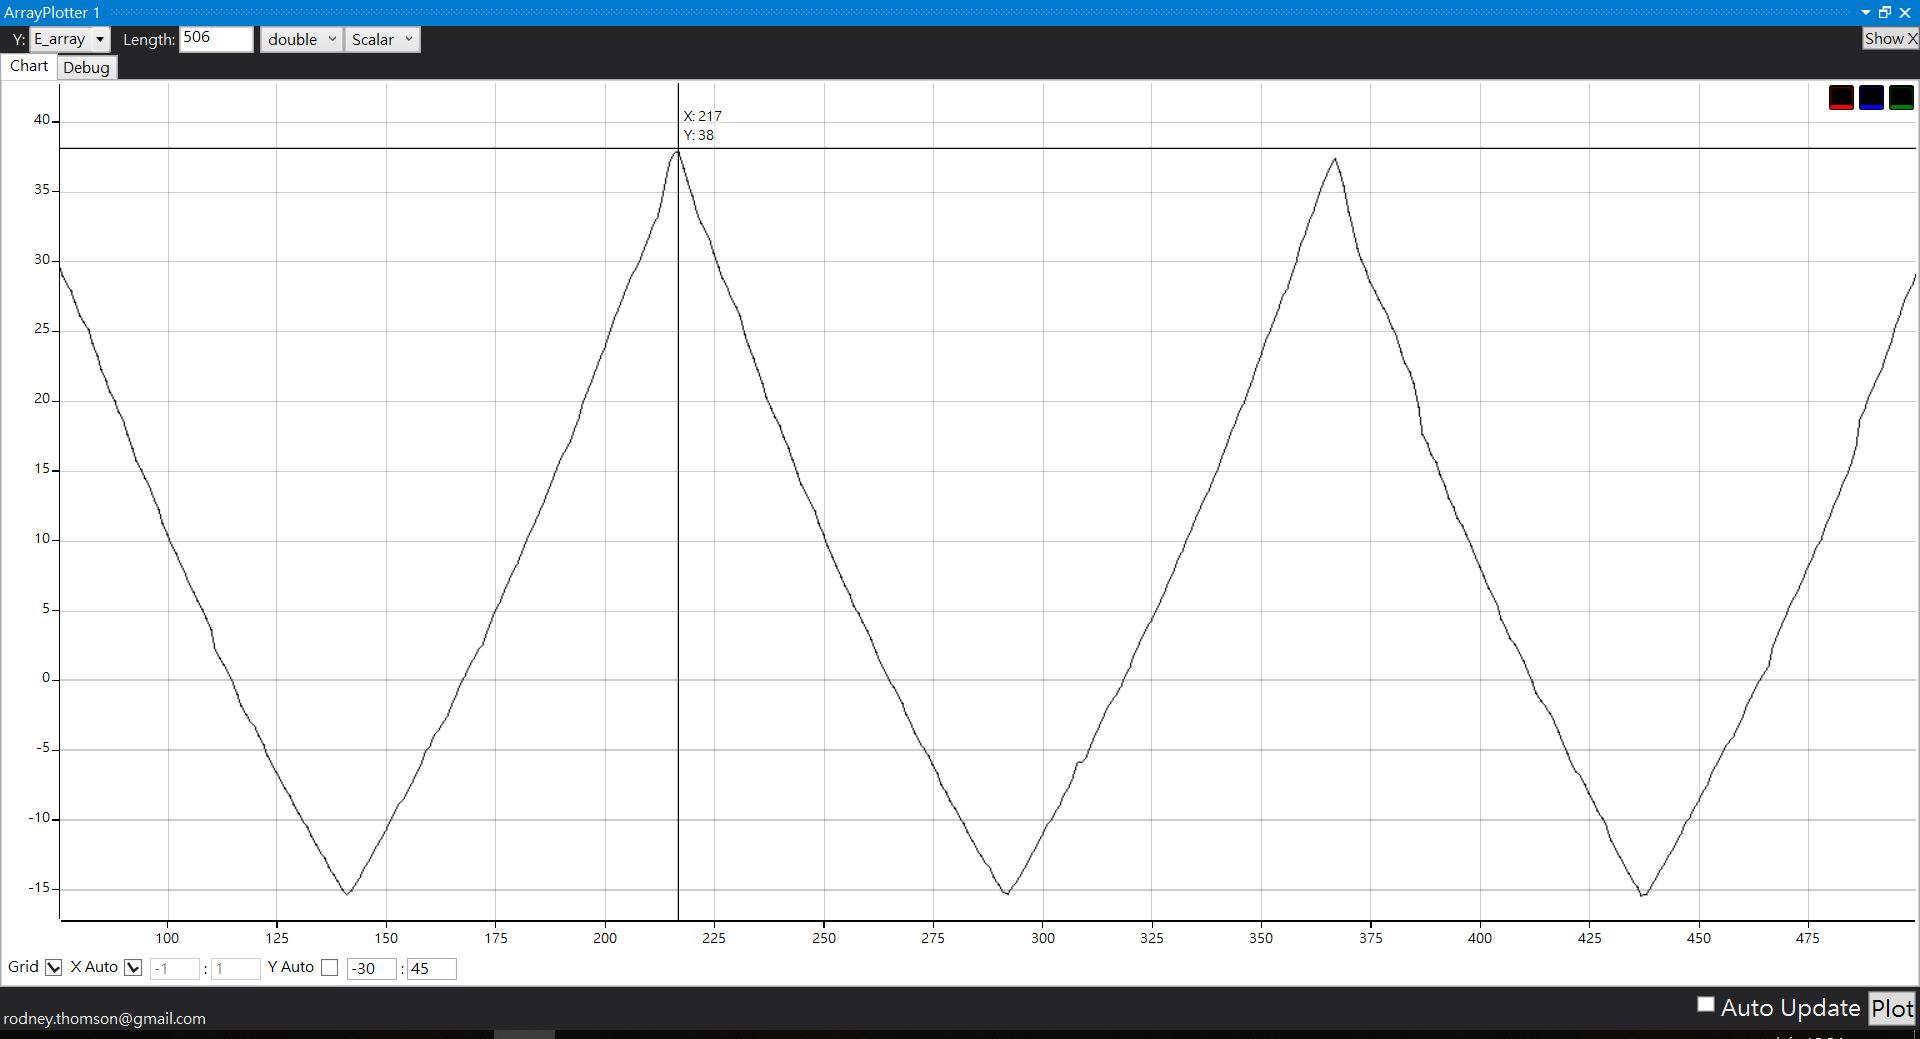 ArrayPlotter 1
Y: E_array Length: 506 double Scalar Show X
Chart Debug
X: 217
Y: 38
40
35
30
25
20
15
10
5
0
-5
-10
-15
100 125 150 175 200 225 250 275 300 325 350 375 400 425 450 475
Grid X Auto -1 : 1 Y Auto -30 : 45
Auto Update Plot
rodney.thomson@gmail.com